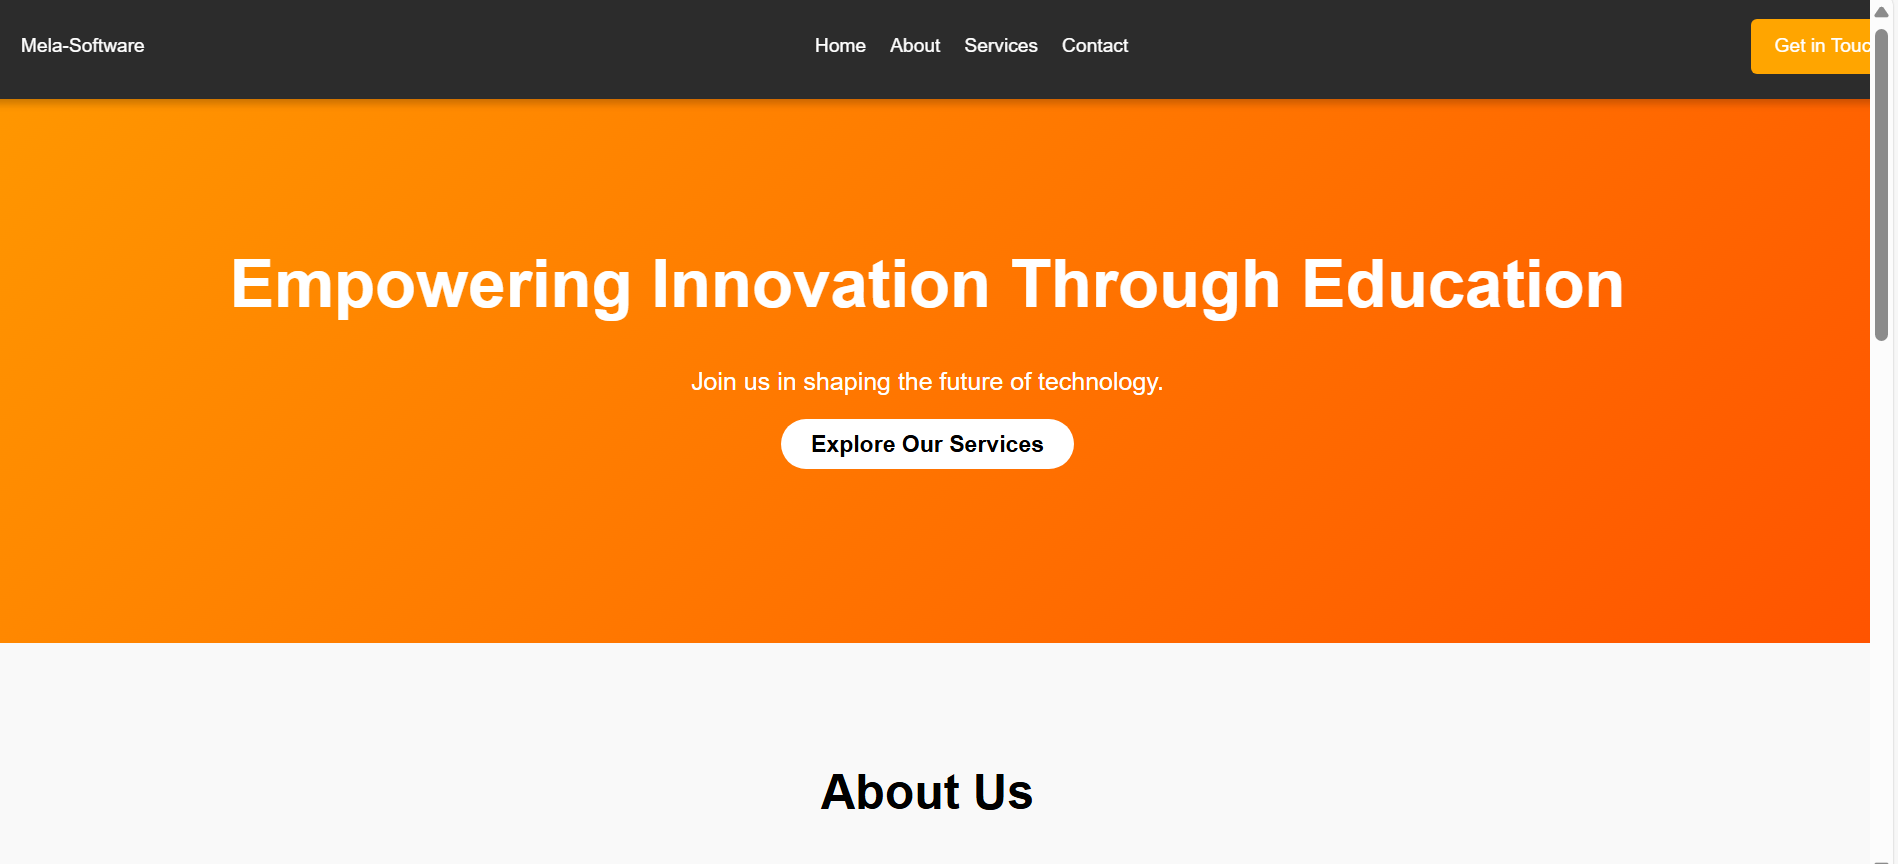 Mela-Software
Home About Services Contact
Get in Touc
Empowering Innovation Through Education
Join us in shaping the future of technology.
Explore Our Services
About Us